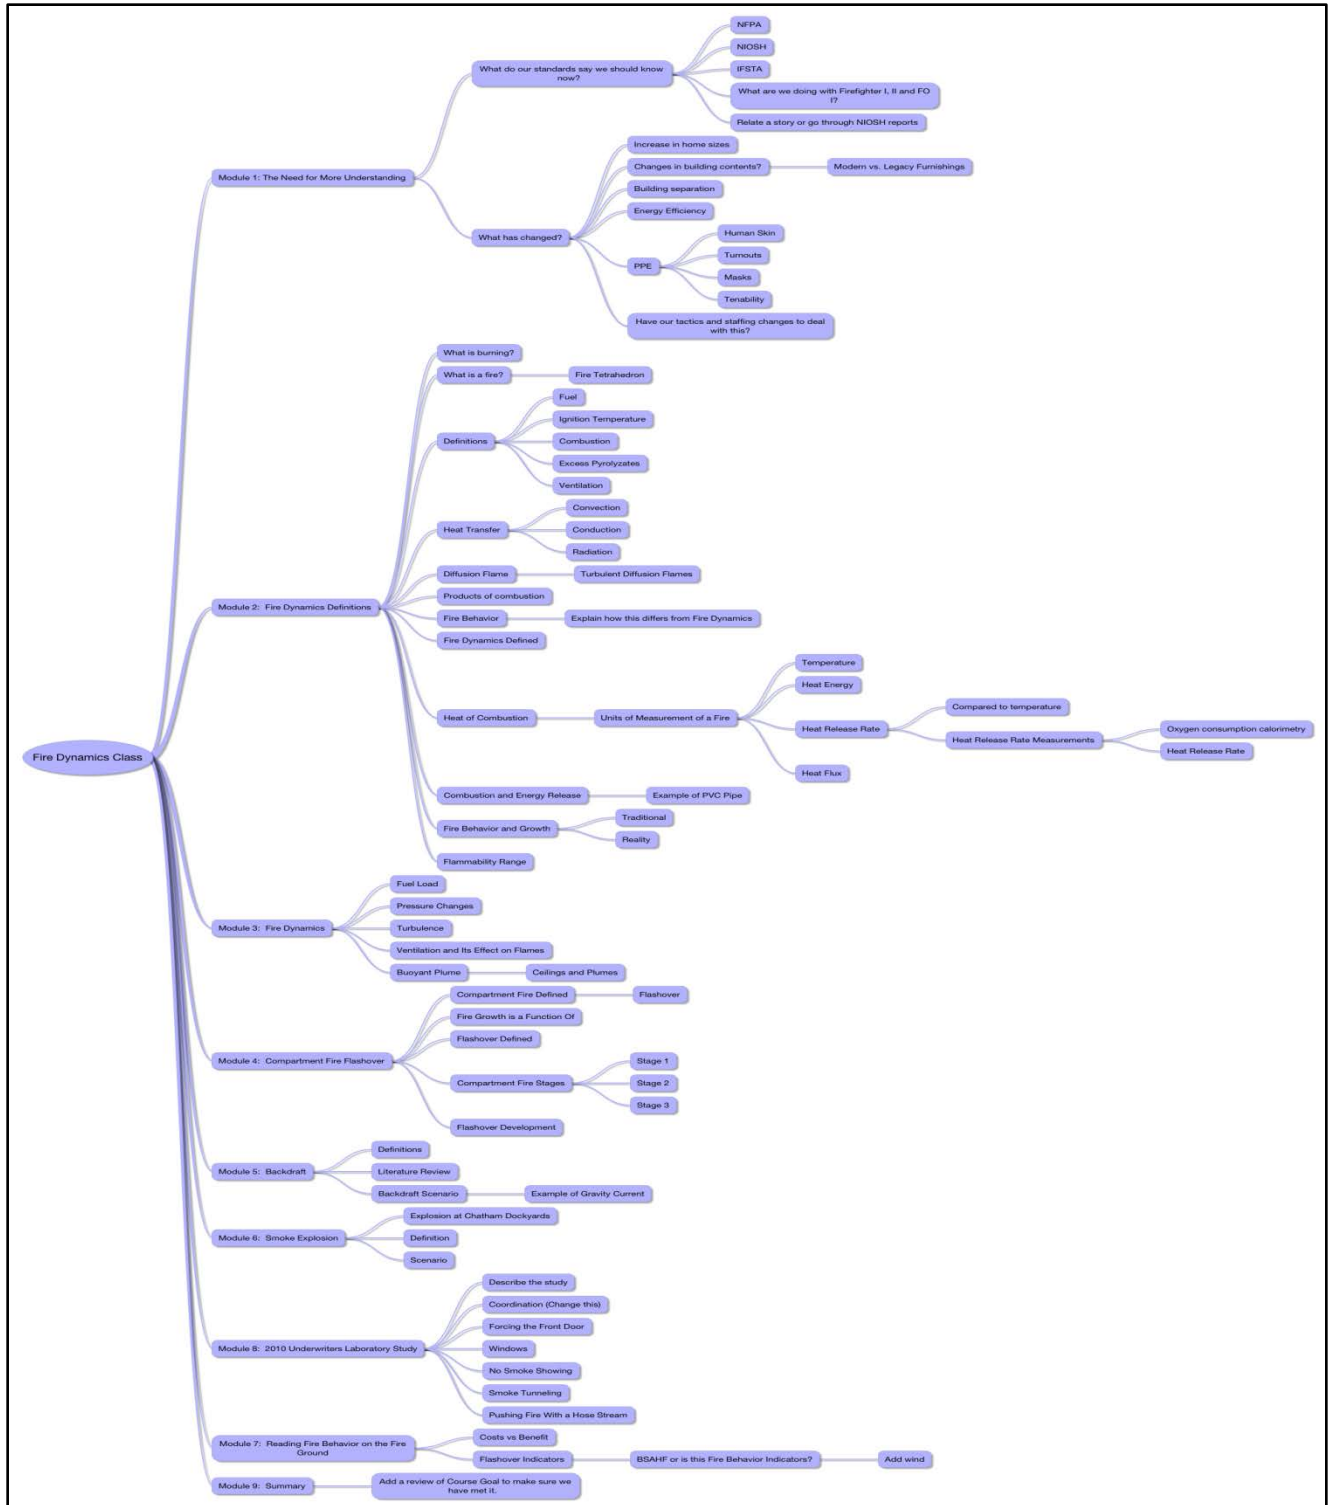 Fire Dynamics Class
Module 1: The Need for More Understanding
What do our standards say we should know
now?
NFPA
NIOSH
IFSTA
What are we doing with Firefighter I, II and FO
I?
Relate a story or go through NIOSH reports
What has changed?
Increase in home sizes
Changes in building contents?
Modern vs. Legacy Furnishings
Building separation
Energy Efficiency
PPE
Human Skin
Turnouts
Masks
Tenability
Have our tactics and staffing changes to deal
with this?
Module 2: Fire Dynamics Definitions
What is burning?
What is a fire?
Fire Tetrahedron
Definitions
Fuel
Ignition Temperature
Combustion
Excess Pyrolyzates
Ventilation
Heat Transfer
Convection
Conduction
Radiation
Diffusion Flame
Turbulent Diffusion Flames
Products of combustion
Fire Behavior
Explain how this differs from Fire Dynamics
Fire Dynamics Defined
Heat of Combustion
Units of Measurement of a Fire
Temperature
Heat Energy
Heat Release Rate
Compared to temperature
Heat Release Rate Measurements
Oxygen consumption calorimetry
Heat Release Rate
Heat Flux
Combustion and Energy Release
Example of PVC Pipe
Fire Behavior and Growth
Traditional
Reality
Flammability Range
Module 3: Fire Dynamics
Fuel Load
Pressure Changes
Turbulence
Ventilation and Its Effect on Flames
Buoyant Plume
Ceilings and Plumes
Module 4: Compartment Fire Flashover
Compartment Fire Defined
Flashover
Fire Growth is a Function Of
Flashover Defined
Compartment Fire Stages
Stage 1
Stage 2
Stage 3
Flashover Development
Module 5: Backdraft
Definitions
Literature Review
Backdraft Scenario
Example of Gravity Current
Module 6: Smoke Explosion
Explosion at Chatham Dockyards
Definition
Scenario
Module 8: 2010 Underwriters Laboratory Study
Describe the study
Coordination (Change this)
Forcing the Front Door
Windows
No Smoke Showing
Smoke Tunneling
Pushing Fire With a Hose Stream
Module 7: Reading Fire Behavior on the Fire
Ground
Costs vs Benefit
Flashover Indicators
BSAHF or is this Fire Behavior Indicators?
Add wind
Module 9: Summary
Add a review of Course Goal to make sure we
have met it.